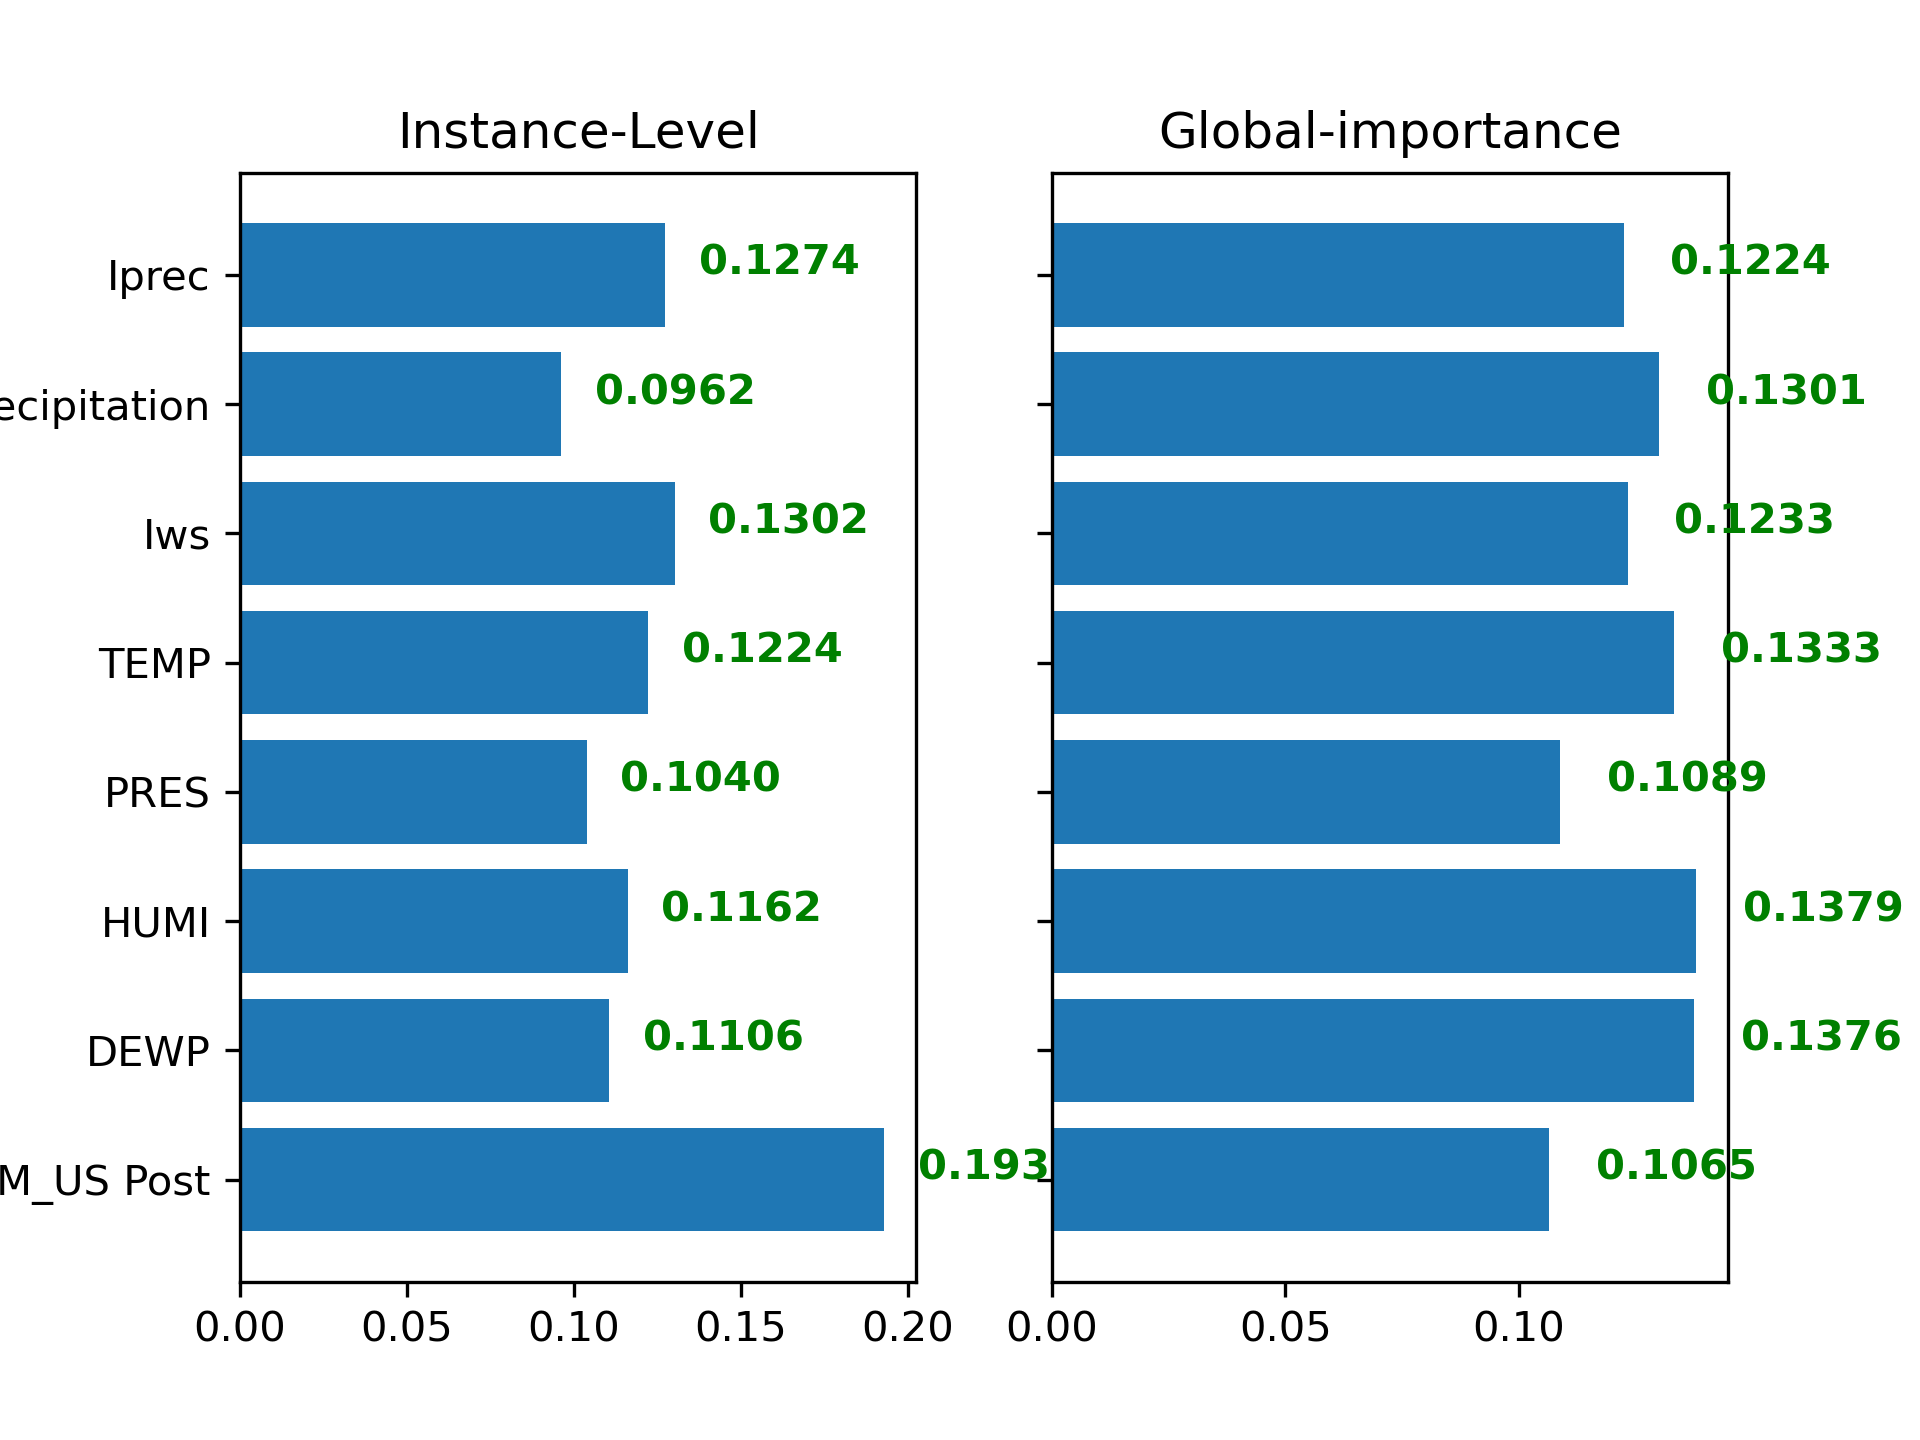 Instance-Level Global-importance
Iprec 0.1274 0.1224
ecipitation 0.0962 0.1301
Iws 0.1302 0.1233
TEMP 0.1224 0.1333
PRES 0.1040 0.1089
HUMI 0.1162 0.1379
DEWP 0.1106 0.1376
M_US Post 0.193 0.1065
0.00 0.05 0.10 0.15 0.20 0.00 0.05 0.10